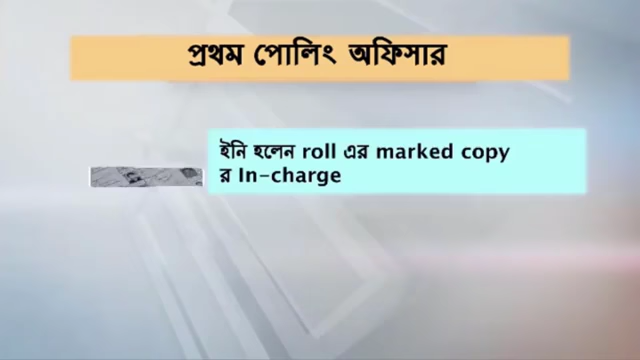 প্রথম পোলিং অফিসার
ইনি হলেন roll এর marked copy
র In-charge